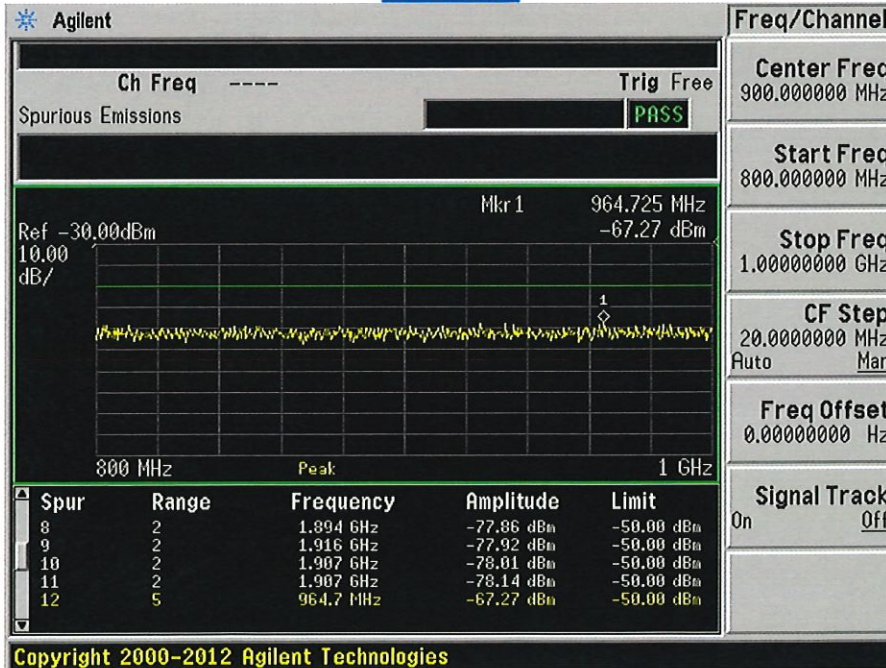 Agilent
Ch Freq ----
Trig Free
Spurious Emissions
PASS
Mkr1 964.725 MHz
Ref -30.00dBm
-67.27 dBm
10.00
dB/
1
800 MHz
Peak
1 GHz
Spur Range Frequency Amplitude Limit
8 2 1.894 GHz -77.86 dBm -50.00 dBm
9 2 1.916 GHz -77.92 dBm -50.00 dBm
10 2 1.907 GHz -78.01 dBm -50.00 dBm
11 2 1.907 GHz -78.14 dBm -50.00 dBm
12 5 964.7 MHz -67.27 dBm -50.00 dBm
Copyright 2000-2012 Agilent Technologies
Freq/Channel
Center Freq
900.000000 MHz
Start Freq
800.000000 MHz
Stop Freq
1.00000000 GHz
CF Step
20.0000000 MHz
Auto Man
Freq Offset
0.00000000 Hz
Signal Track
On Off